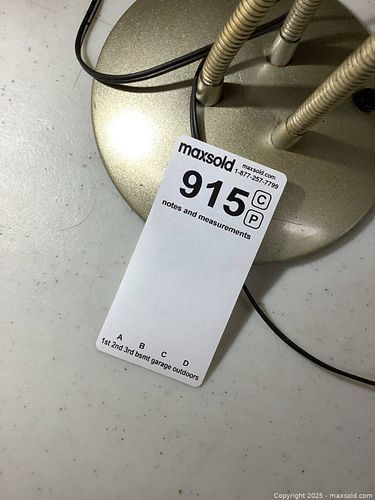 maxsold
maxsold.com
1-877-257-7799
915
C
P
notes and measurements
A B C D
1st 2nd 3rd bsmt garage outdoors
Copyright 2025 - maxsold.com